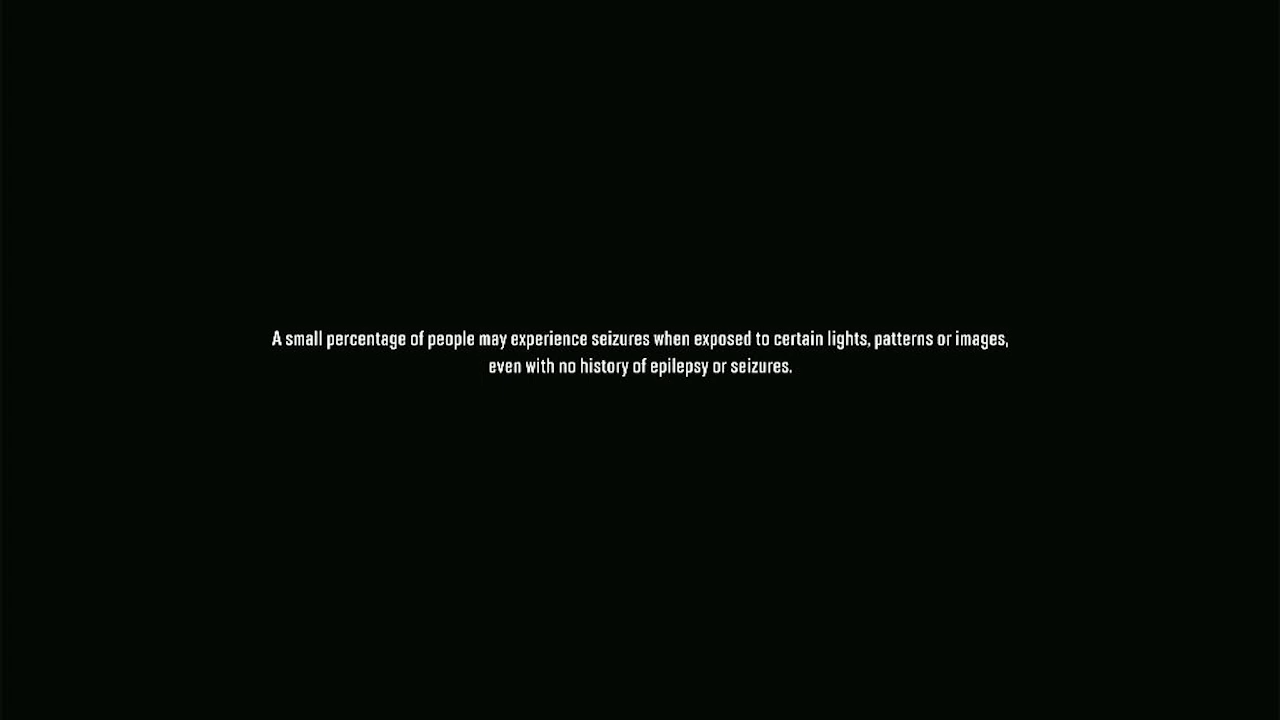 A small percentage of people may experience seizures when exposed to certain lights, patterns or images,
even with no history of epilepsy or seizures.